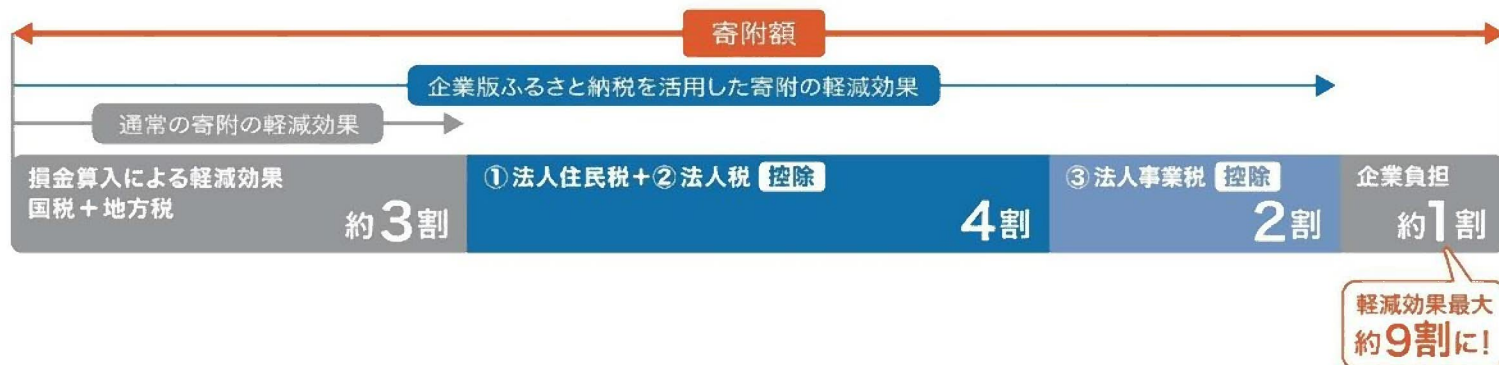 寄附額
企業版ふるさと納税を活用した寄附の軽減効果
通常の寄附の軽減効果
損金算入による軽減効果
国税＋地方税
約3割
①法人住民税＋②法人税 控除
4割
③法人事業税 控除
2割
企業負担
約1割
軽減効果最大
約9割に!